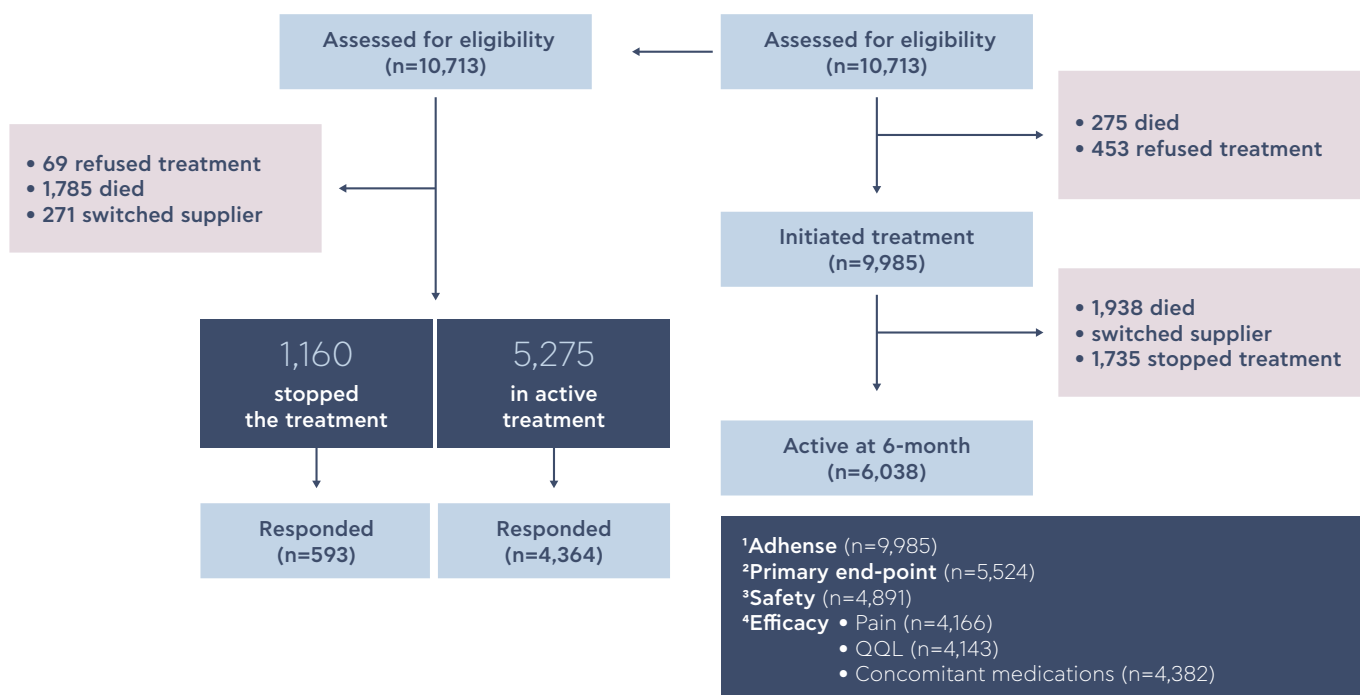 Assessed for eligibility
(n=10,713)
Assessed for eligibility
(n=10,713)
• 275 died
• 453 refused treatment
• 69 refused treatment
• 1,785 died
• 271 switched supplier
Initiated treatment
(n=9,985)
• 1,938 died
• switched supplier
• 1,735 stopped treatment
1,160
stopped
the treatment
5,275
in active
treatment
Active at 6-month
(n=6,038)
Responded
(n=593)
Responded
(n=4,364)
¹Adhense (n=9,985)
²Primary end-point (n=5,524)
³Safety (n=4,891)
⁴Efficacy • Pain (n=4,166)
• QQL (n=4,143)
• Concomitant medications (n=4,382)